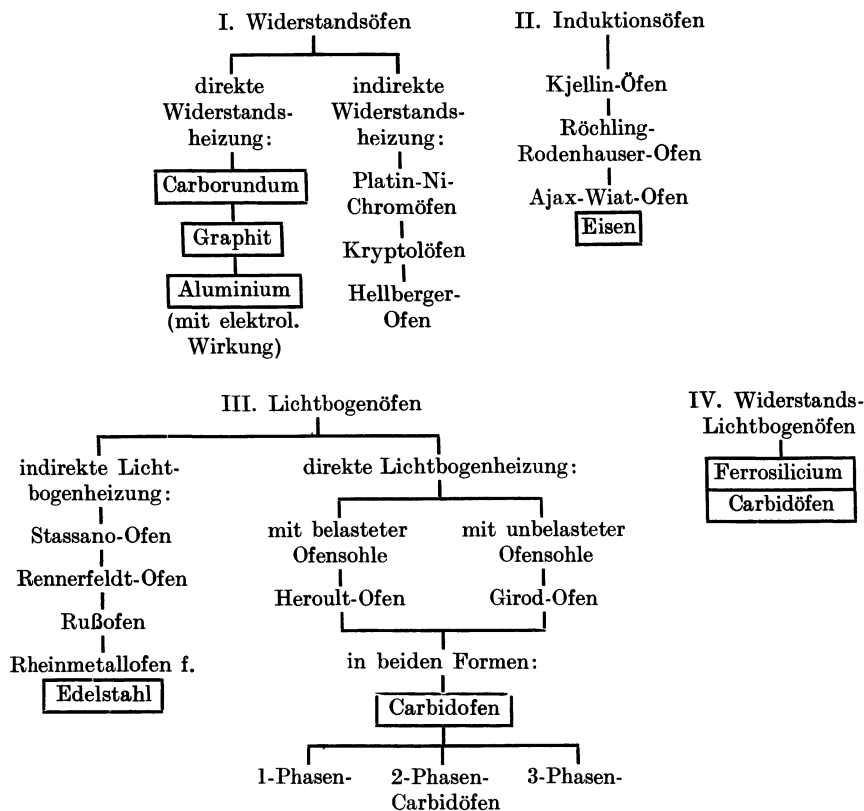 I. Widerstandsöfen
direkte
Widerstands-
heizung:
Carborundum
Graphit
Aluminium
(mit elektrol.
Wirkung)
indirekte
Widerstands-
heizung:
Platin-Ni-
Chromöfen
Kryptolöfen
Hellberger-
Ofen
II. Induktionsöfen
Kjellin-Öfen
Röchling-
Rodenhauser-Ofen
Ajax-Wiat-Ofen
Eisen
III. Lichtbogenöfen
indirekte Licht-
bogenheizung:
Stassano-Ofen
Rennerfeldt-Ofen
Rußofen
Rheinmetallofen f.
Edelstahl
direkte Lichtbogenheizung:
mit belasteter
Ofensohle
Heroult-Ofen
mit unbelasteter
Ofensohle
Girod-Ofen
in beiden Formen:
Carbidofen
1-Phasen-
2-Phasen-
Carbidöfen
3-Phasen-
IV. Widerstands-
Lichtbogenöfen
Ferrosilicium
Carbidöfen